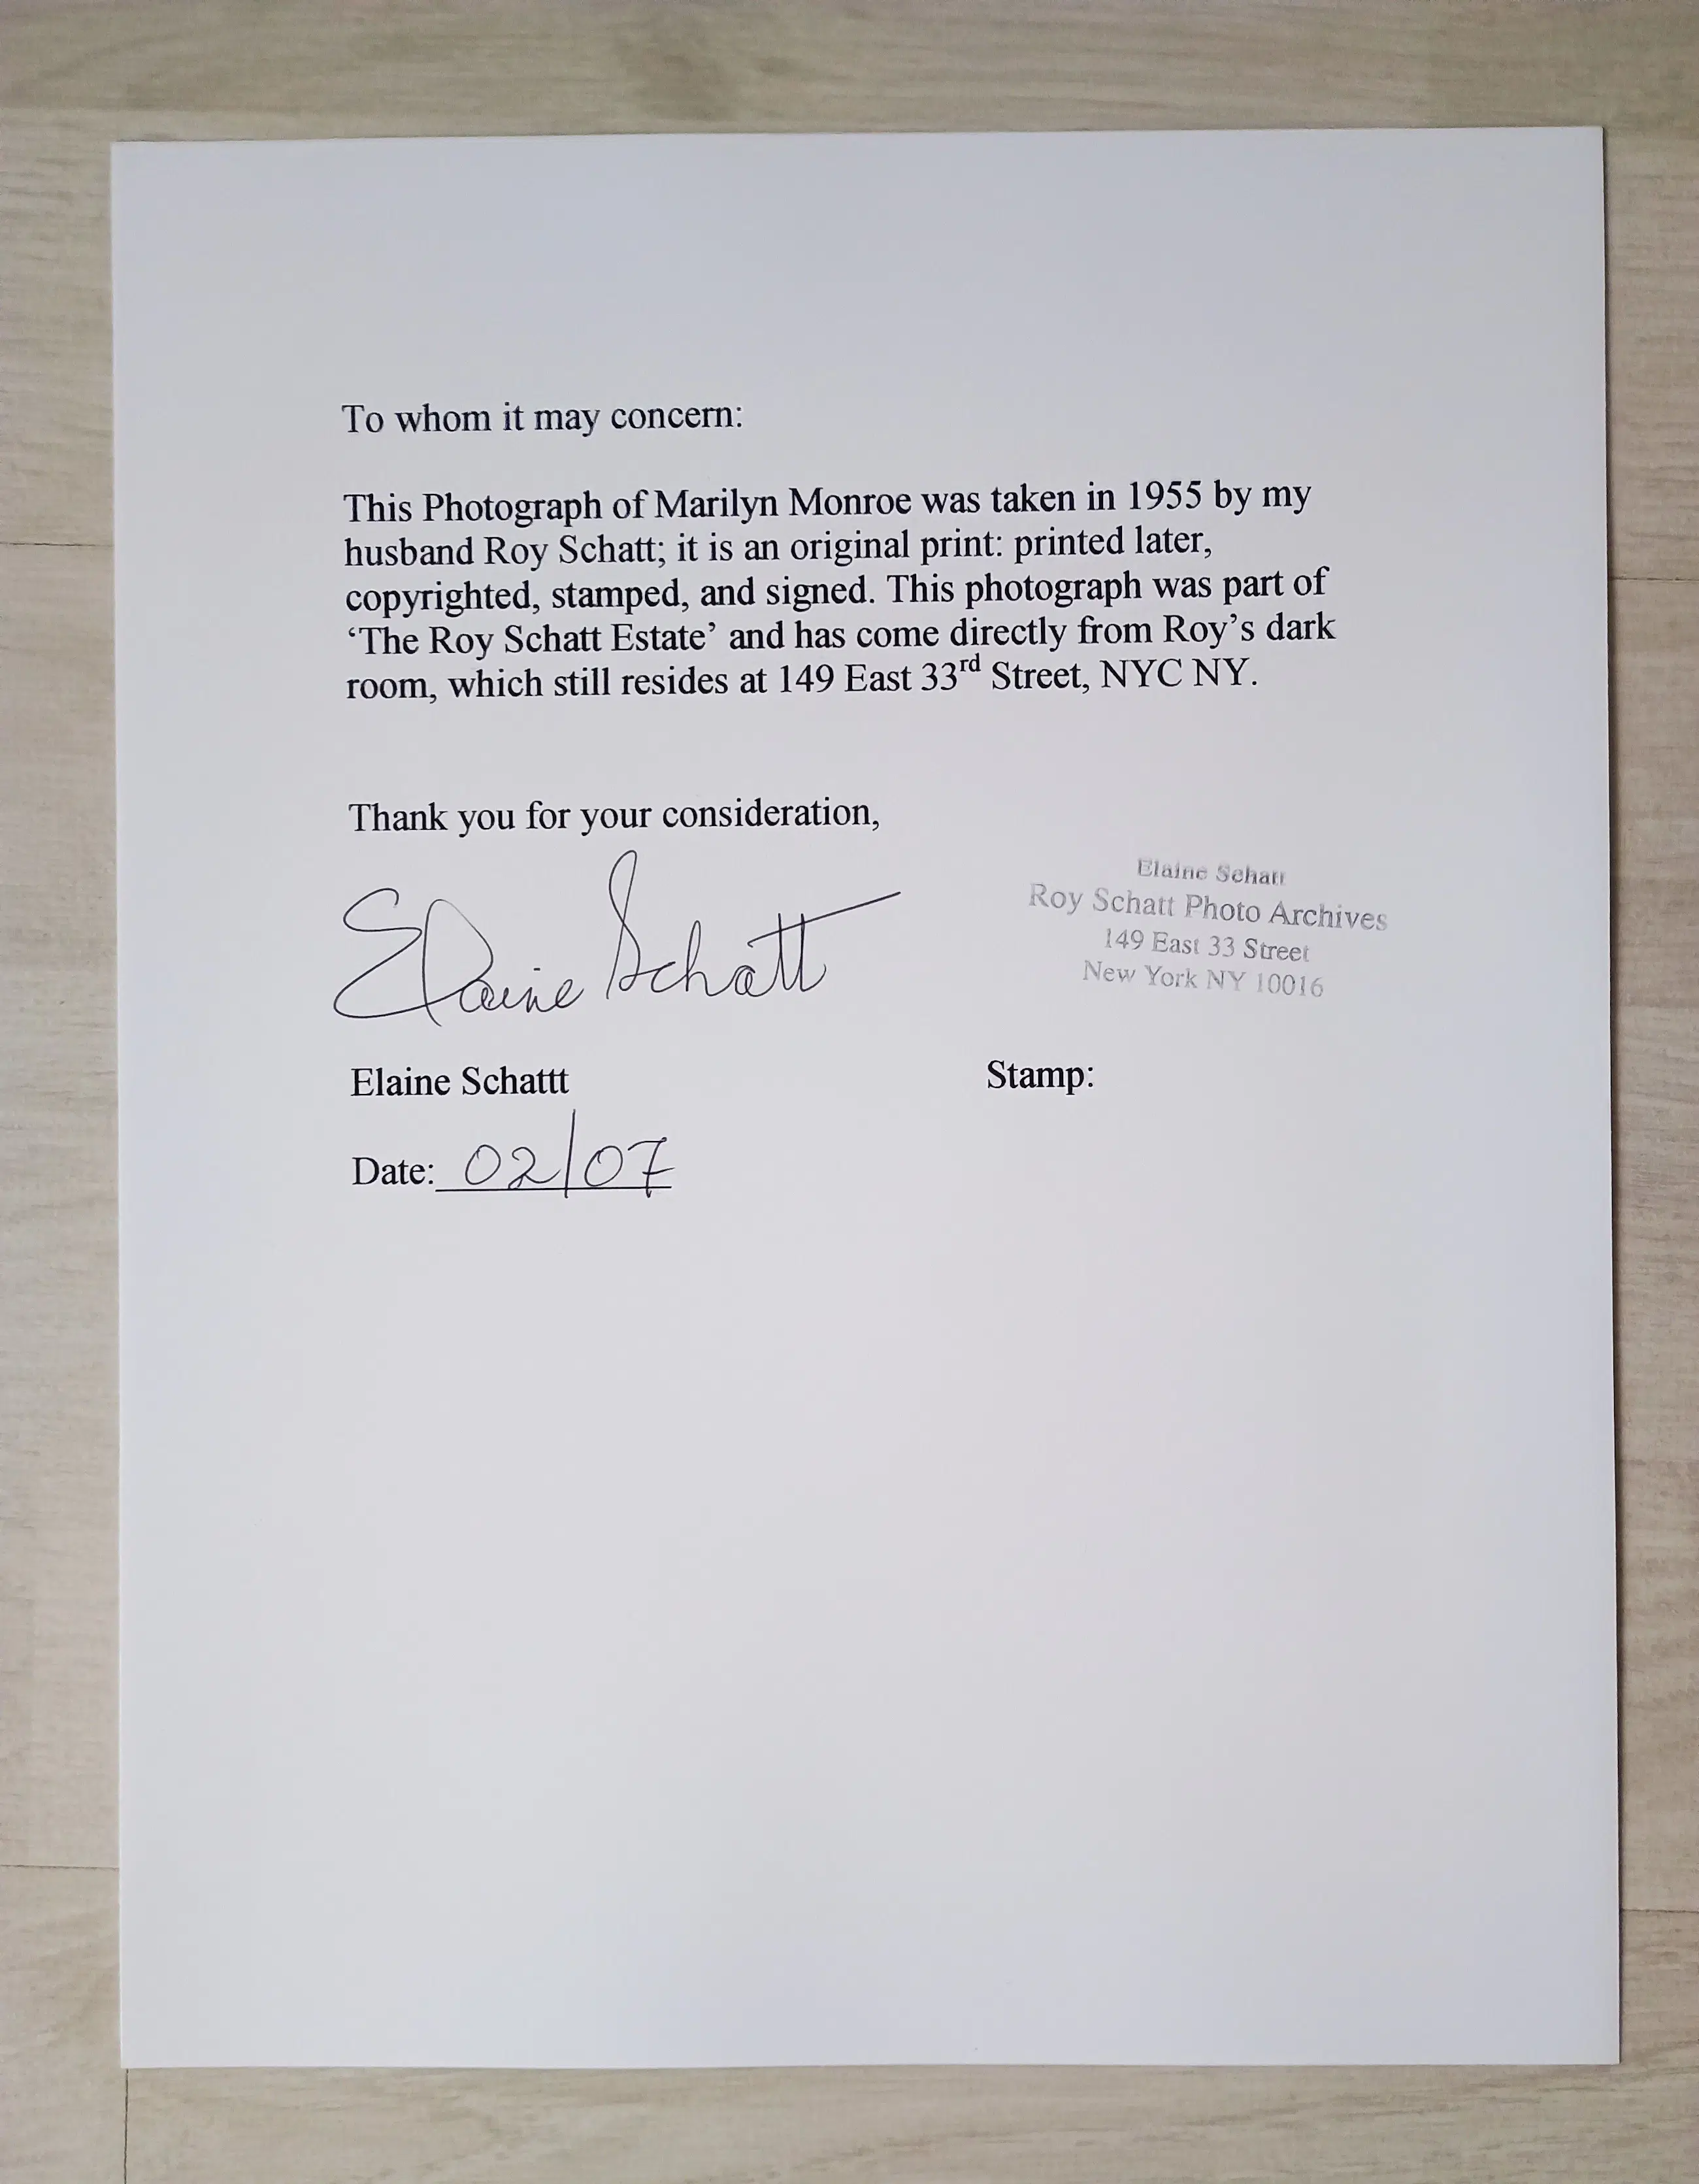 To whom it may concern:
This Photograph of Marilyn Monroe was taken in 1955 by my
husband Roy Schatt; it is an original print: printed later,
copyrighted, stamped, and signed. This photograph was part of
‘The Roy Schatt Estate’ and has come directly from Roy’s dark
room, which still resides at 149 East 33rd Street, NYC NY.
Thank you for your consideration,
Elaine Schatt
Elaine Schatt
Roy Schatt Photo Archives
149 East 33 Street
New York NY 10016
Elaine Schattt
Stamp:
Date: 02/07